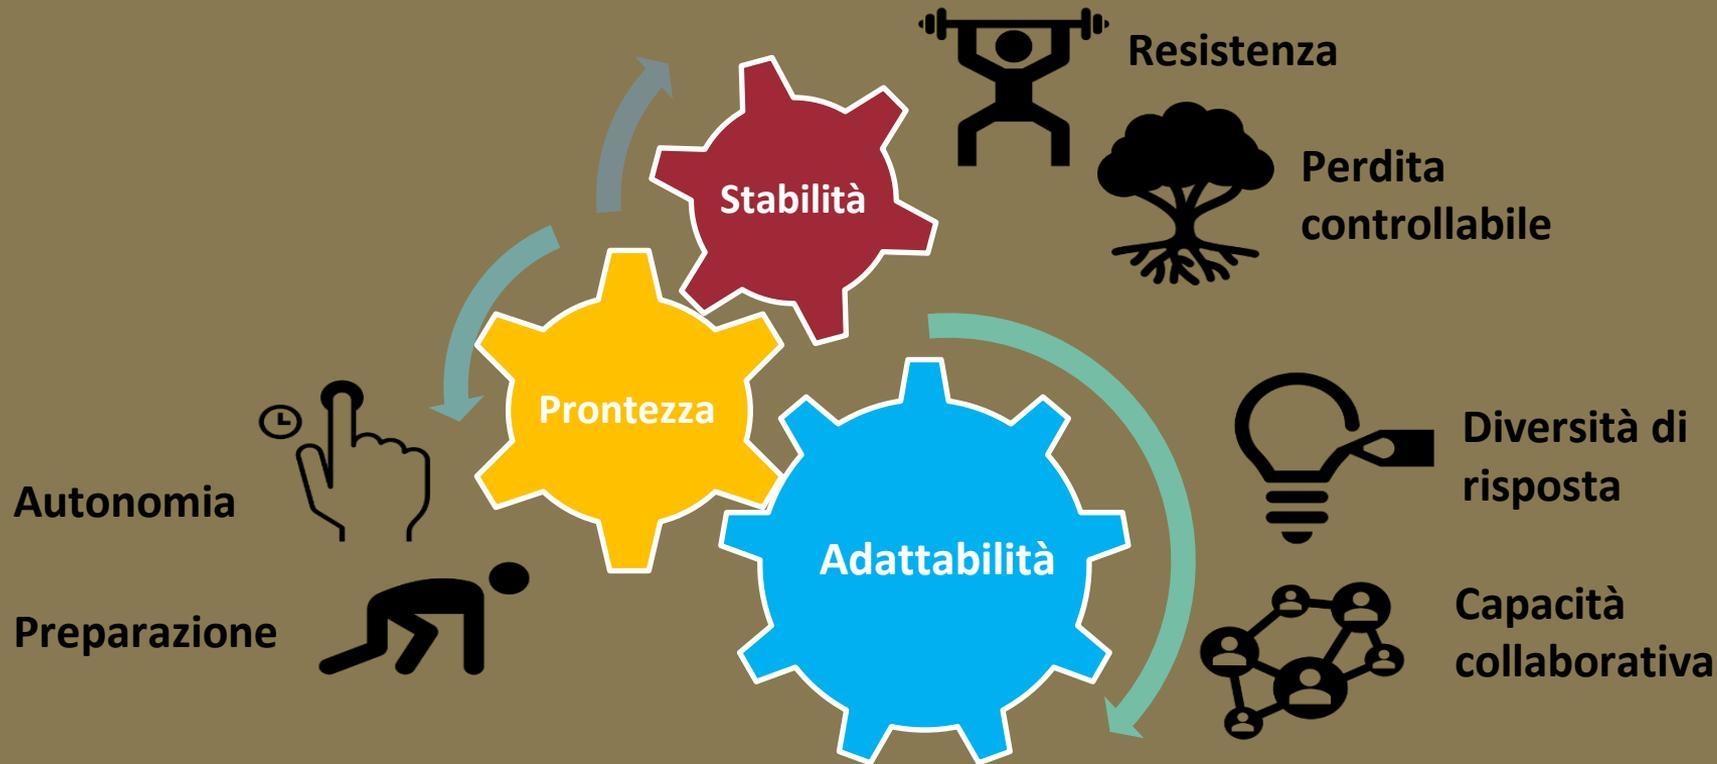 Resistenza
Perdita
controllabile
Stabilità
Prontezza
Autonomia
Preparazione
Adattabilità
Diversità di
risposta
Capacità
collaborativa